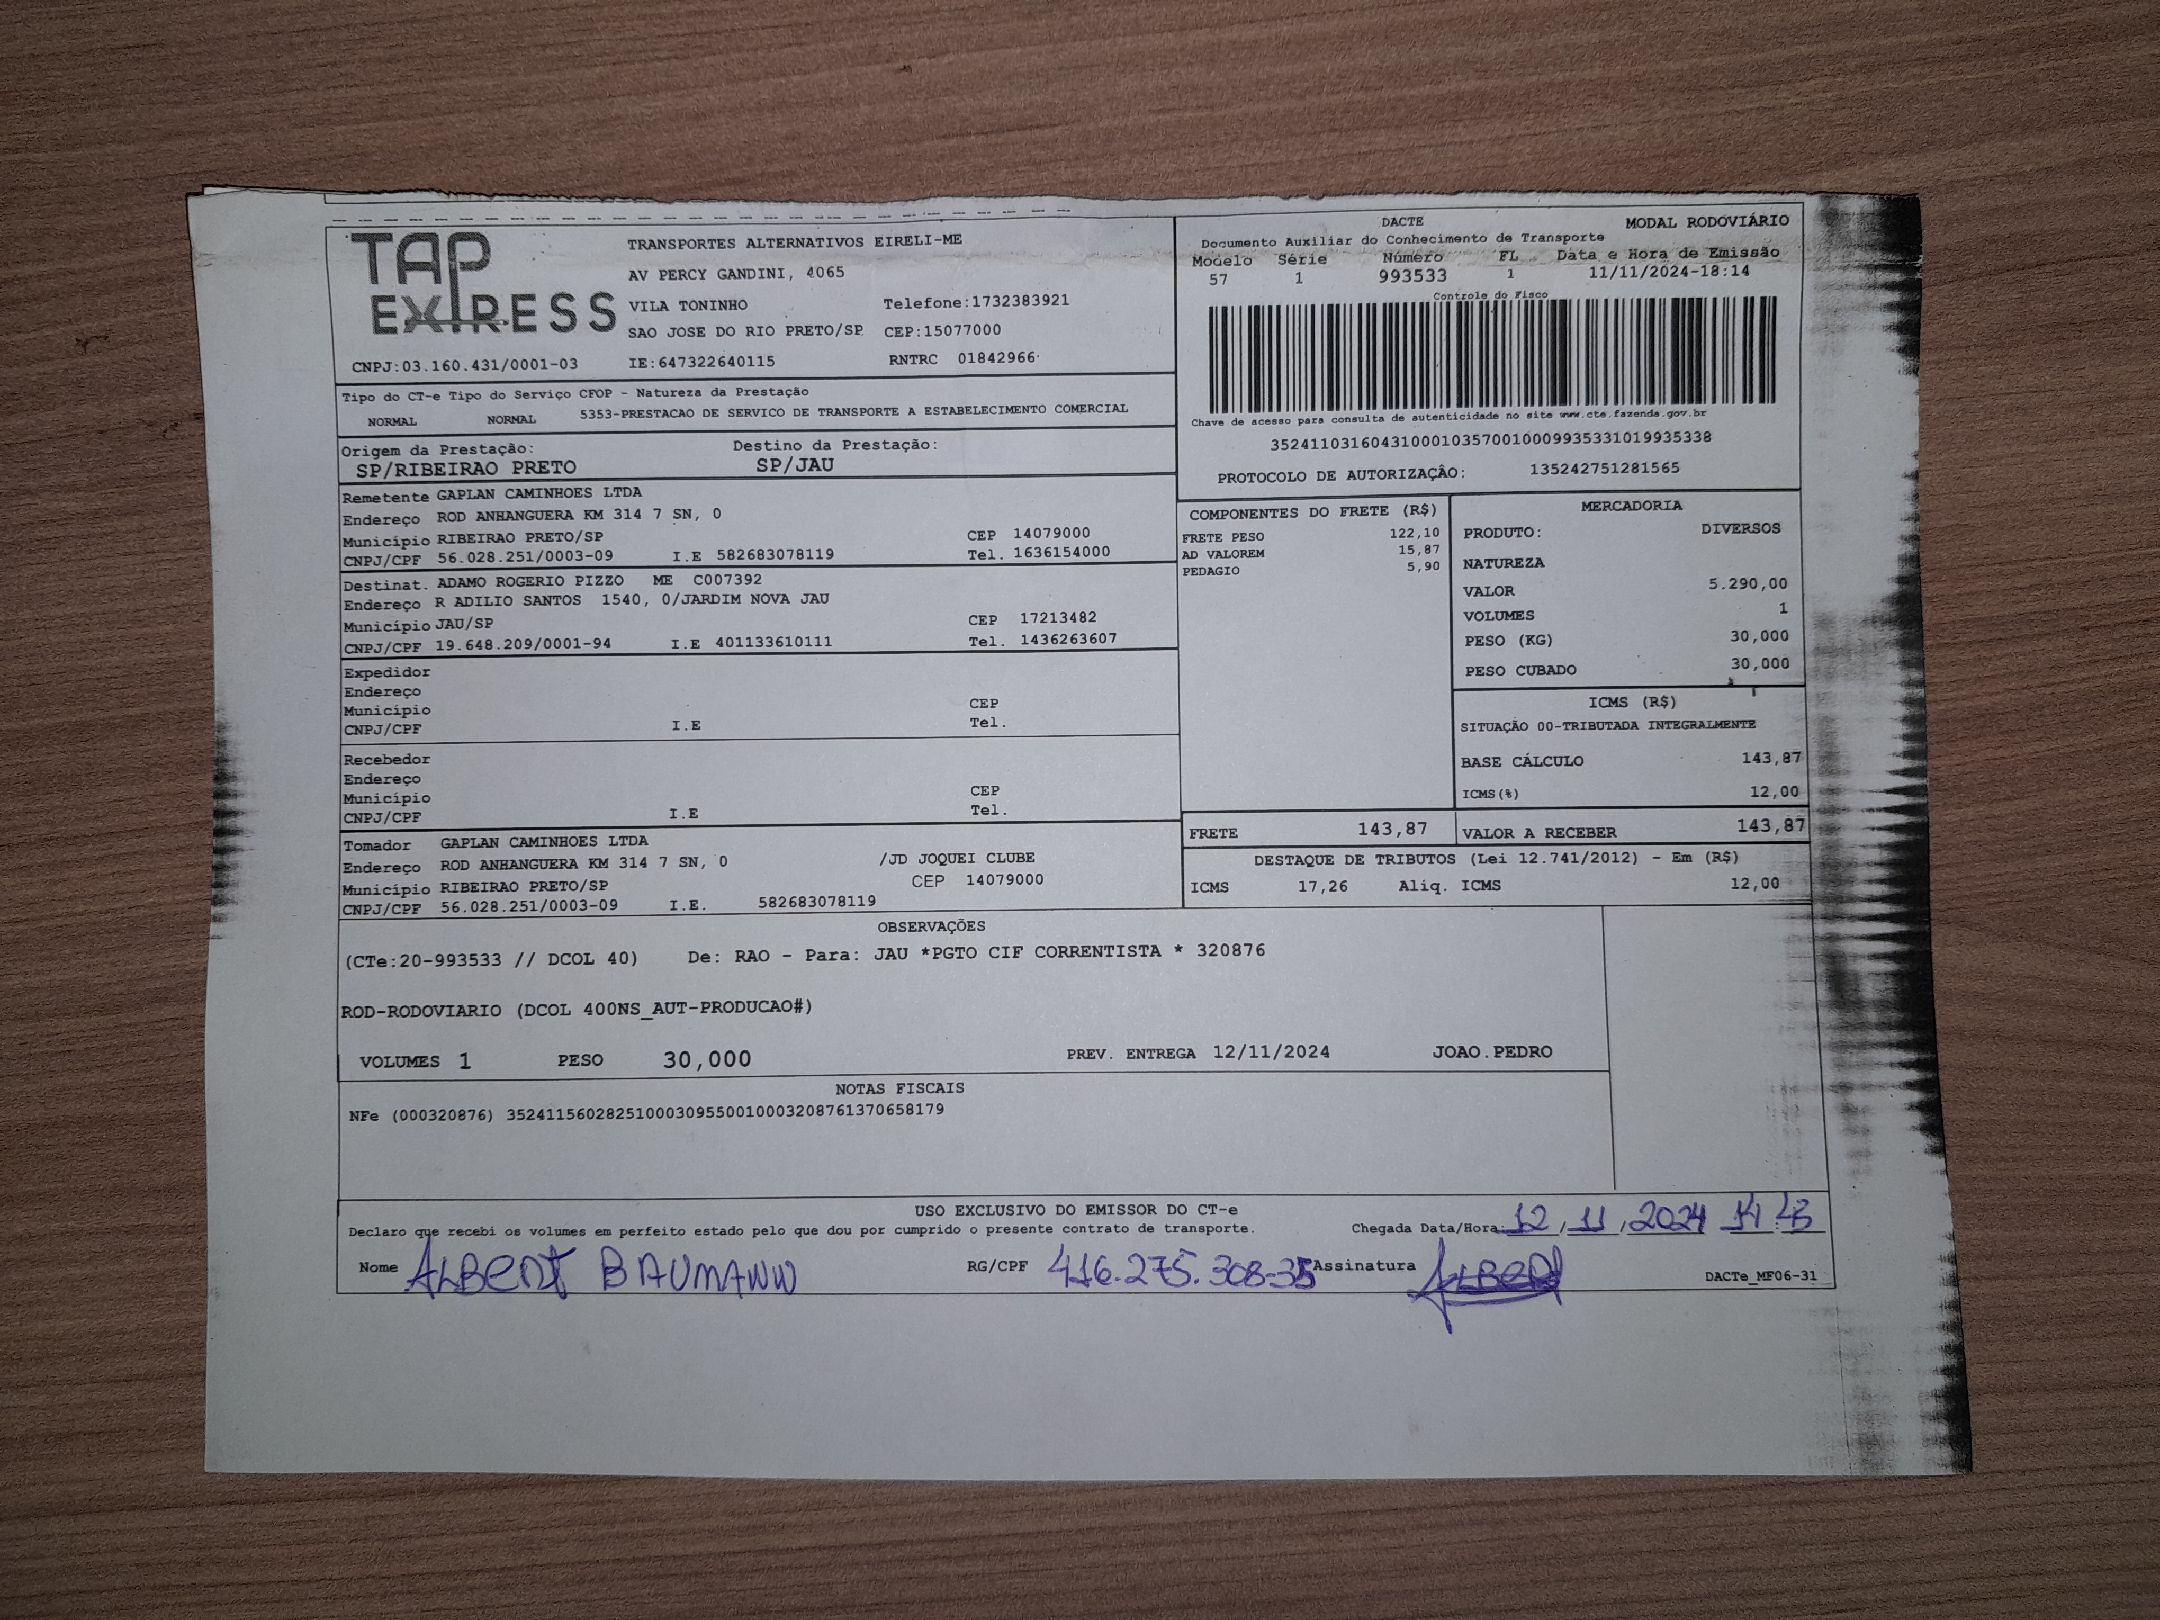 TAP
EXPRESS
TRANSPORTES ALTERNATIVOS EIRELI-ME
AV PERCY GANDINI, 4065
VILA TONINHO Telefone:1732383921
SAO JOSE DO RIO PRETO/SP CEP:15077000
CNPJ:03.160.431/0001-03 IE:647322640115 RNTRC 01842966
DACTE MODAL RODOVIÁRIO
Documento Auxiliar do Conhecimento de Transporte
Modelo Série Número FL Data e Hora de Emissão
57 1 993533 1 11/11/2024-18:14
Controle do Fisco
Chave de acesso para consulta de autenticidade no site www.cte.fazenda.gov.br
35241103160431000103570010009935331019935338
PROTOCOLO DE AUTORIZAÇÃO: 135242751281565
Tipo do CT-e Tipo do Serviço CFOP - Natureza da Prestação
NORMAL NORMAL 5353-PRESTACAO DE SERVICO DE TRANSPORTE A ESTABELECIMENTO COMERCIAL
Origem da Prestação: Destino da Prestação:
SP/RIBEIRAO PRETO SP/JAU
Remetente GAPLAN CAMINHOES LTDA
Endereço ROD ANHANGUERA KM 314 7 SN, 0
Município RIBEIRAO PRETO/SP CEP 14079000
CNPJ/CPF 56.028.251/0003-09 I.E 582683078119 Tel. 1636154000
Destinat. ADAMO ROGERIO PIZZO ME C007392
Endereço R ADILIO SANTOS 1540, 0/JARDIM NOVA JAU
Município JAU/SP CEP 17213482
CNPJ/CPF 19.648.209/0001-94 I.E 401133610111 Tel. 1436263607
Expedidor
Endereço
Município CEP
CNPJ/CPF I.E Tel.
Recebedor
Endereço
Município CEP
CNPJ/CPF I.E Tel.
Tomador GAPLAN CAMINHOES LTDA
Endereço ROD ANHANGUERA KM 314 7 SN, 0 /JD JOQUEI CLUBE
Município RIBEIRAO PRETO/SP CEP 14079000
CNPJ/CPF 56.028.251/0003-09 I.E. 582683078119
COMPONENTES DO FRETE (R$)
FRETE PESO 122,10
AD VALOREM 15,87
PEDAGIO 5,90
MERCADORIA
PRODUTO: DIVERSOS
NATUREZA
VALOR 5.290,00
VOLUMES 1
PESO (KG) 30,000
PESO CUBADO 30,000
ICMS (R$)
SITUAÇÃO 00-TRIBUTADA INTEGRALMENTE
BASE CÁLCULO 143,87
ICMS(%) 12,00
FRETE 143,87 VALOR A RECEBER 143,87
DESTAQUE DE TRIBUTOS (Lei 12.741/2012) - Em (R$)
ICMS 17,26 Aliq. ICMS 12,00
OBSERVAÇÕES
(CTe:20-993533 // DCOL 40) De: RAO - Para: JAU *PGTO CIF CORRENTISTA * 320876
ROD-RODOVIARIO (DCOL 400NS_AUT-PRODUCAO#)
VOLUMES 1 PESO 30,000 PREV. ENTREGA 12/11/2024 JOAO.PEDRO
NOTAS FISCAIS
NFe (000320876) 35241156028251000309550010003208761370658179
USO EXCLUSIVO DO EMISSOR DO CT-e
Declaro que recebi os volumes em perfeito estado pelo que dou por cumprido o presente contrato de transporte. Chegada Data/Hora: 12/11/2024 14:43
Nome ALBERT BAUMANN RG/CPF 416.275.308-35 Assinatura ALBERT
DACTe_MF06-31